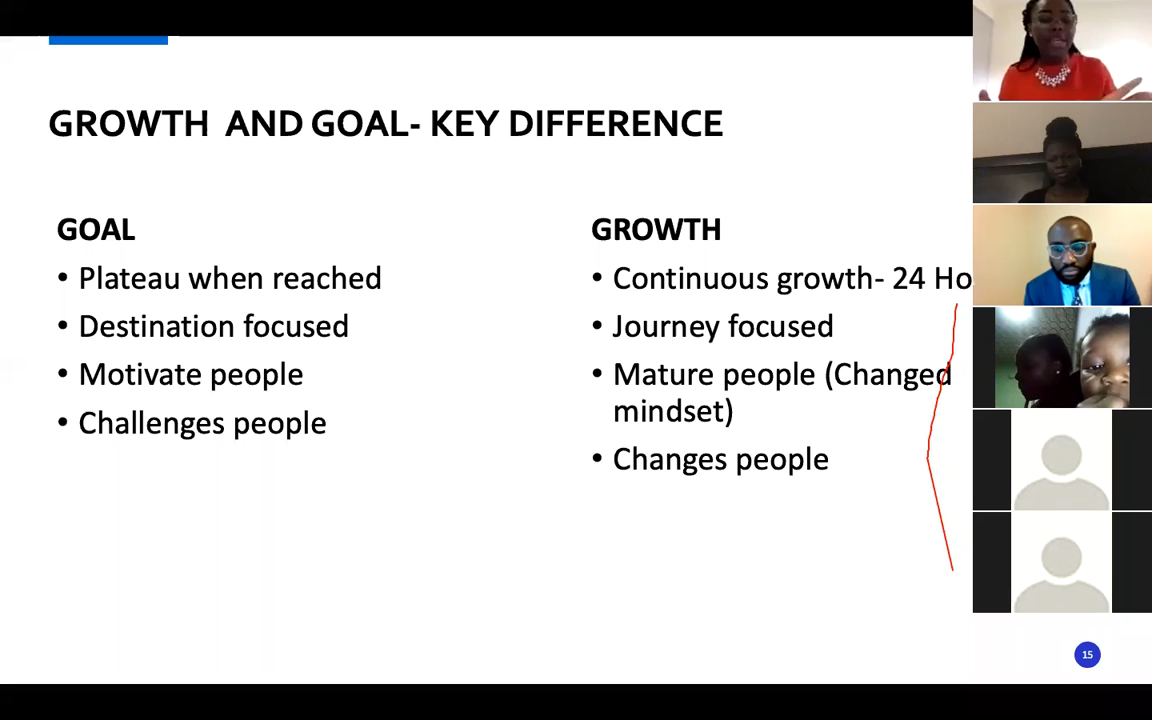 GROWTH AND GOAL- KEY DIFFERENCE
GOAL
• Plateau when reached
• Destination focused
• Motivate people
• Challenges people
GROWTH
• Continuous growth- 24 Ho
• Journey focused
• Mature people (Changed
mindset)
• Changes people
15